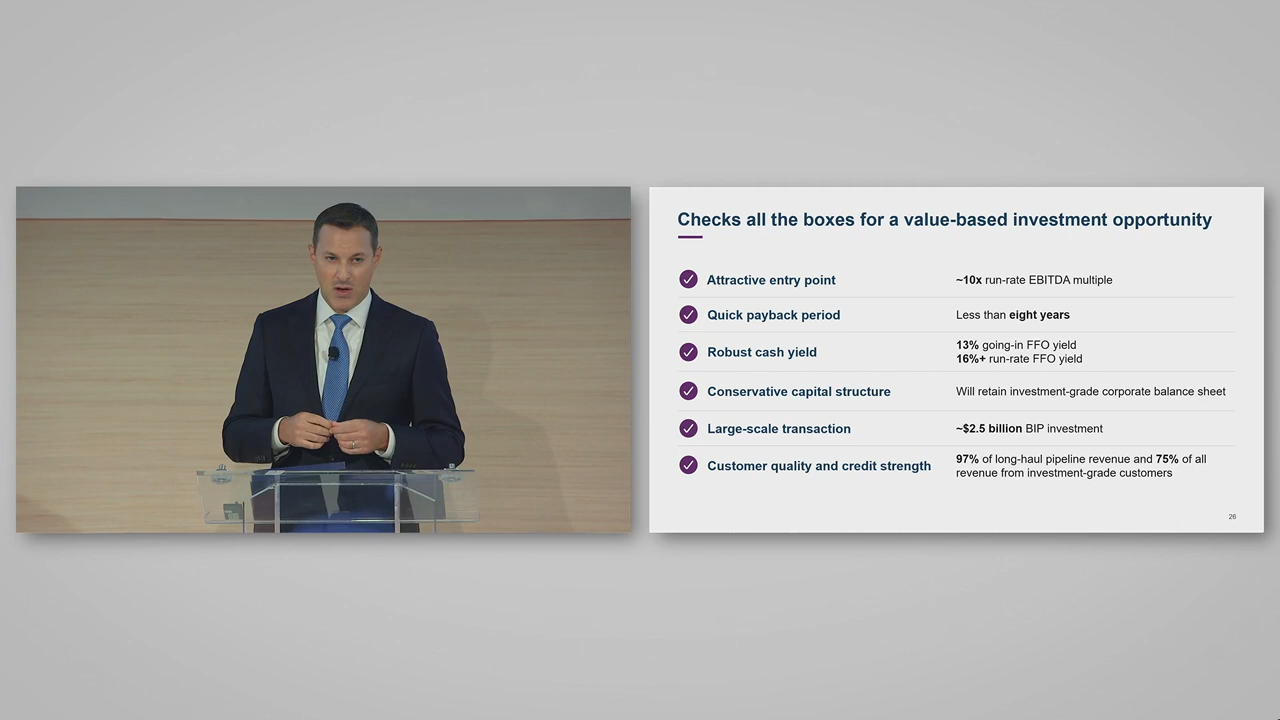 Checks all the boxes for a value-based investment opportunity
Attractive entry point
~10x run-rate EBITDA multiple
Quick payback period
Less than eight years
Robust cash yield
13% going-in FFO yield
16%+ run-rate FFO yield
Conservative capital structure
Will retain investment-grade corporate balance sheet
Large-scale transaction
~$2.5 billion BIP investment
Customer quality and credit strength
97% of long-haul pipeline revenue and 75% of all
revenue from investment-grade customers
26